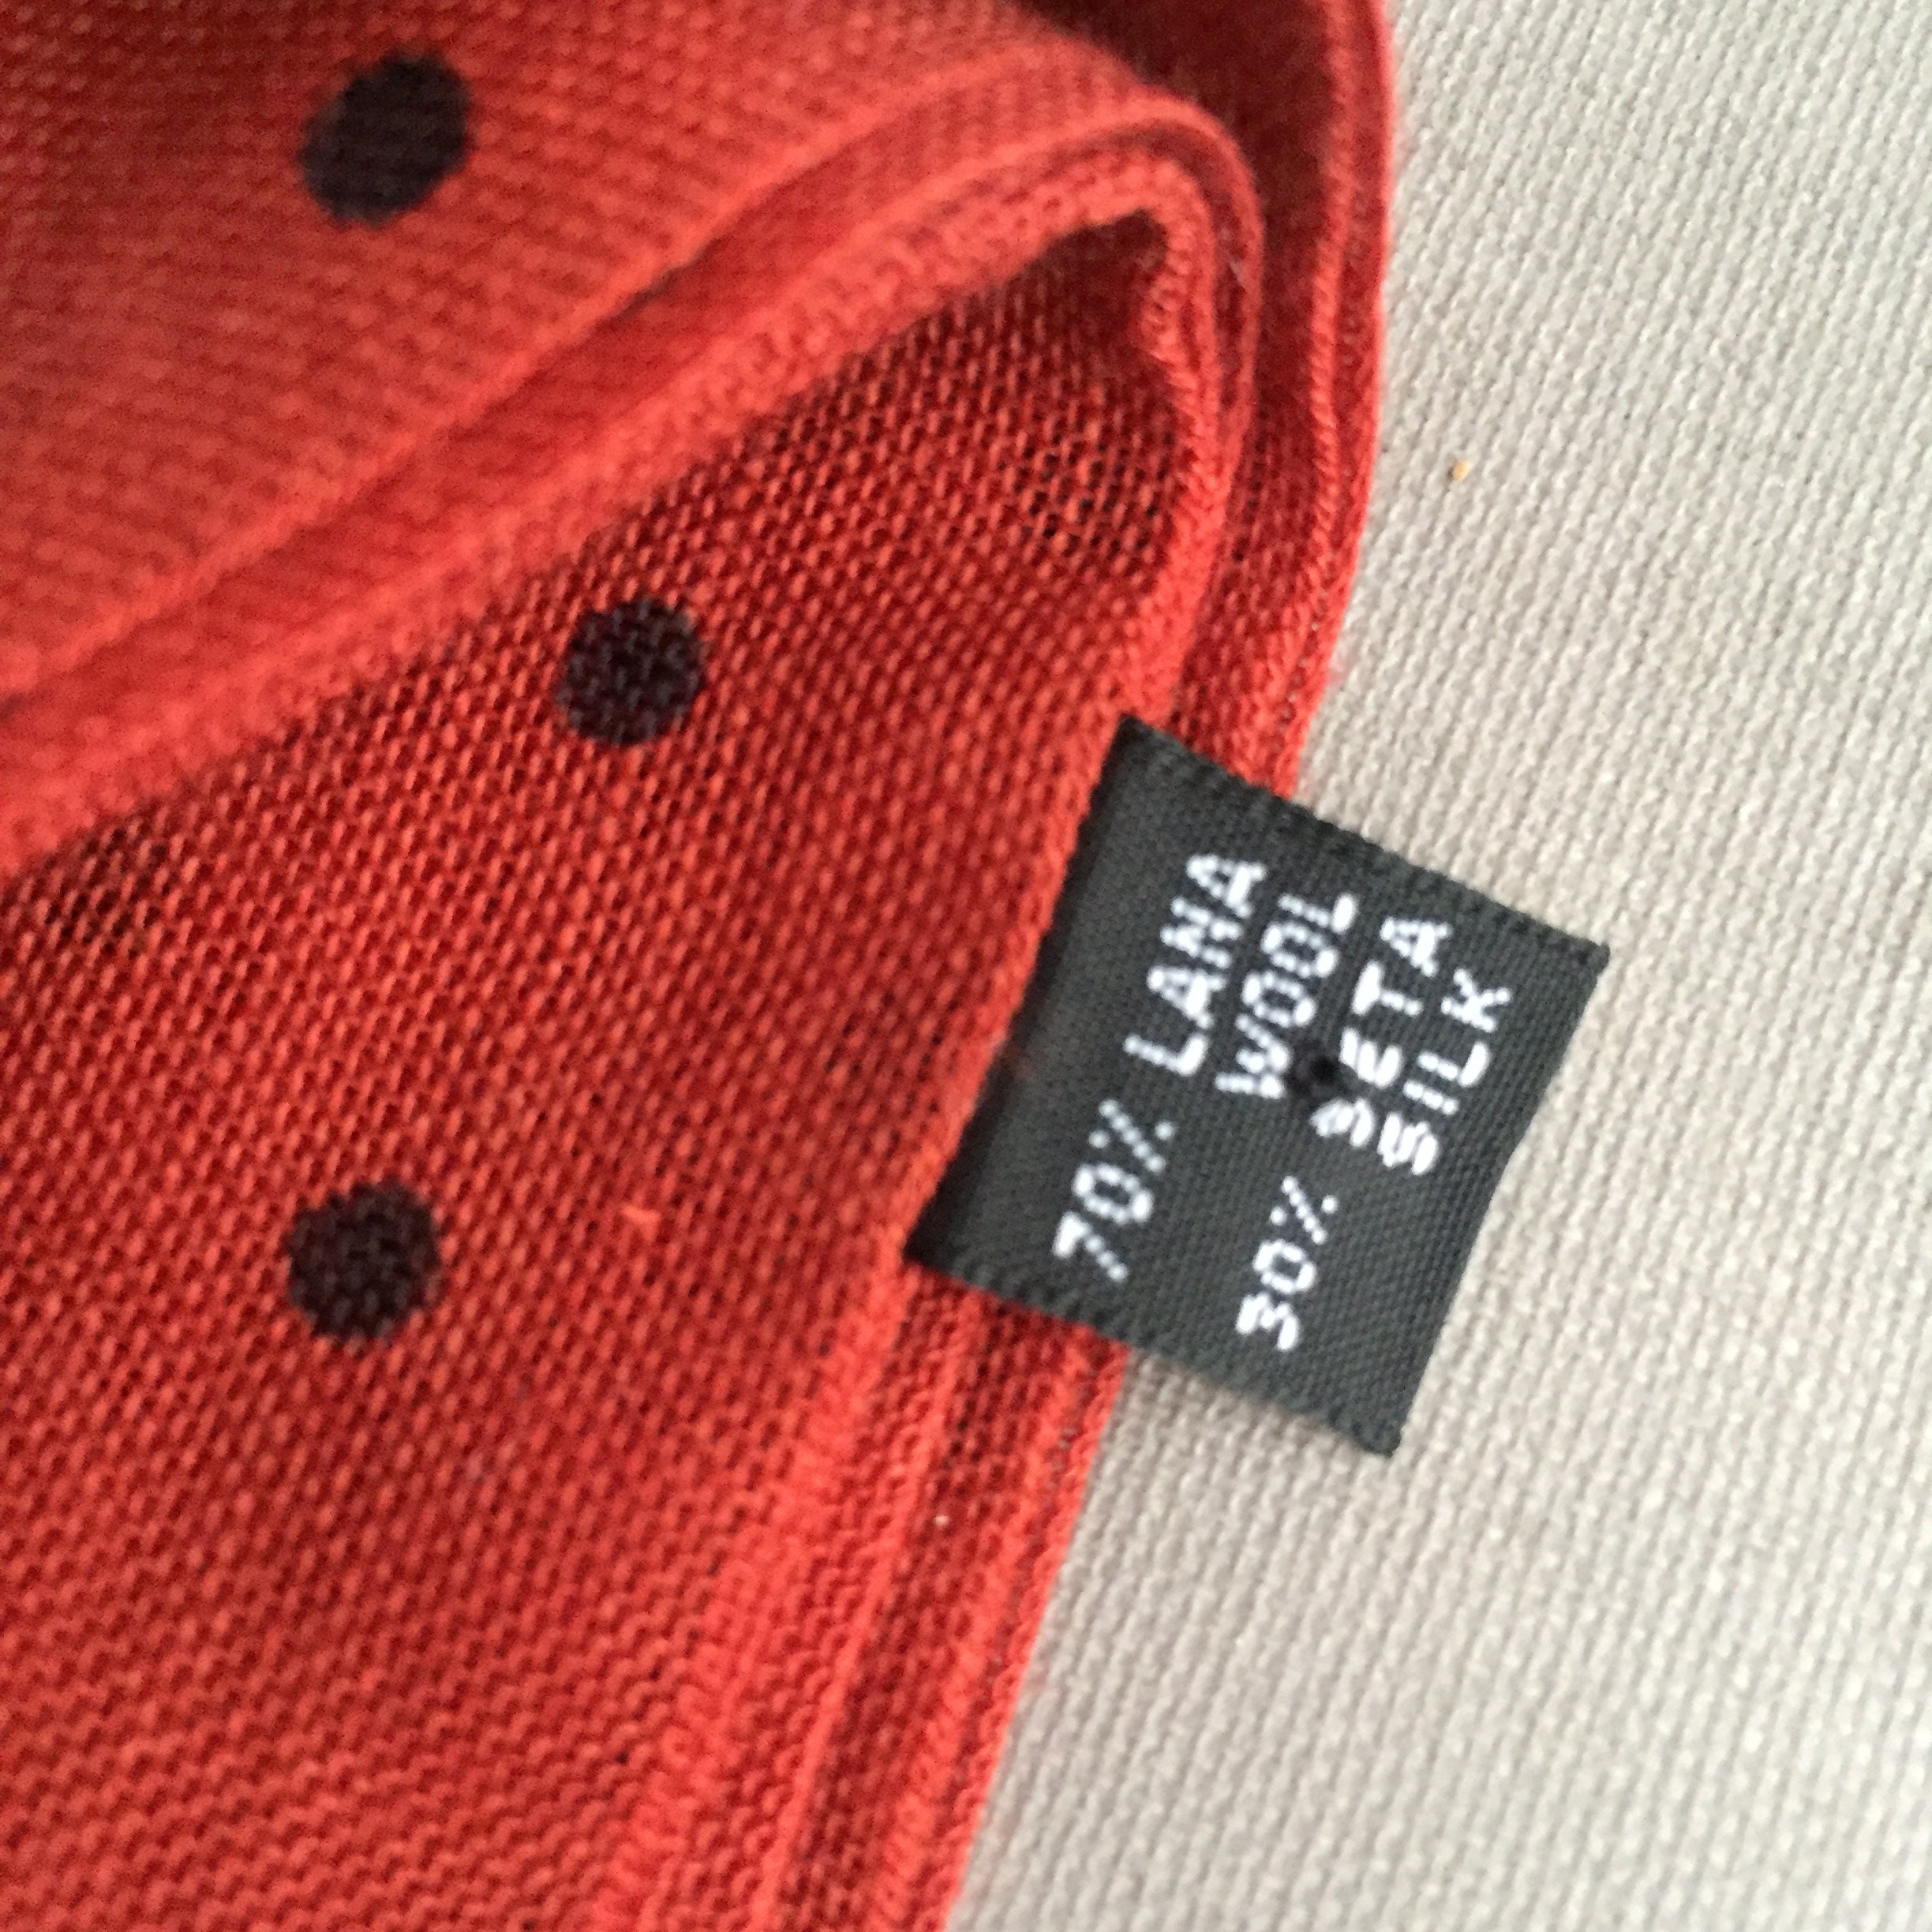 70% LANA
WOOL
30% SETA
SILK